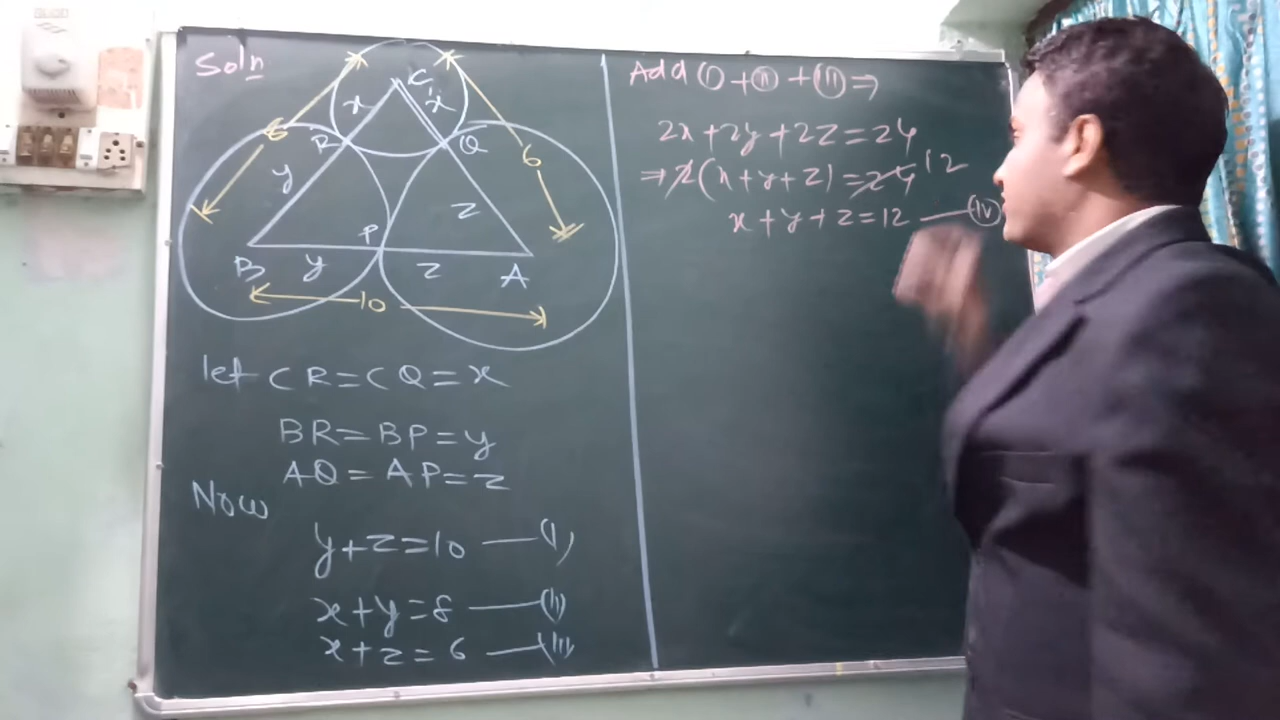 Soln
C
x x
6
R Q
6
y
z
P
B y z A
10
let CR=CQ=x
BR=BP=y
AQ=AP=z
Now
y+z=10 —(I)
x+y=8 —(II)
x+z=6 —(III)
Add (I)+(II)+(III)⇒
2x+2y+2z=24
⇒2(x+y+z)=24 12
x+y+z=12 —(IV)